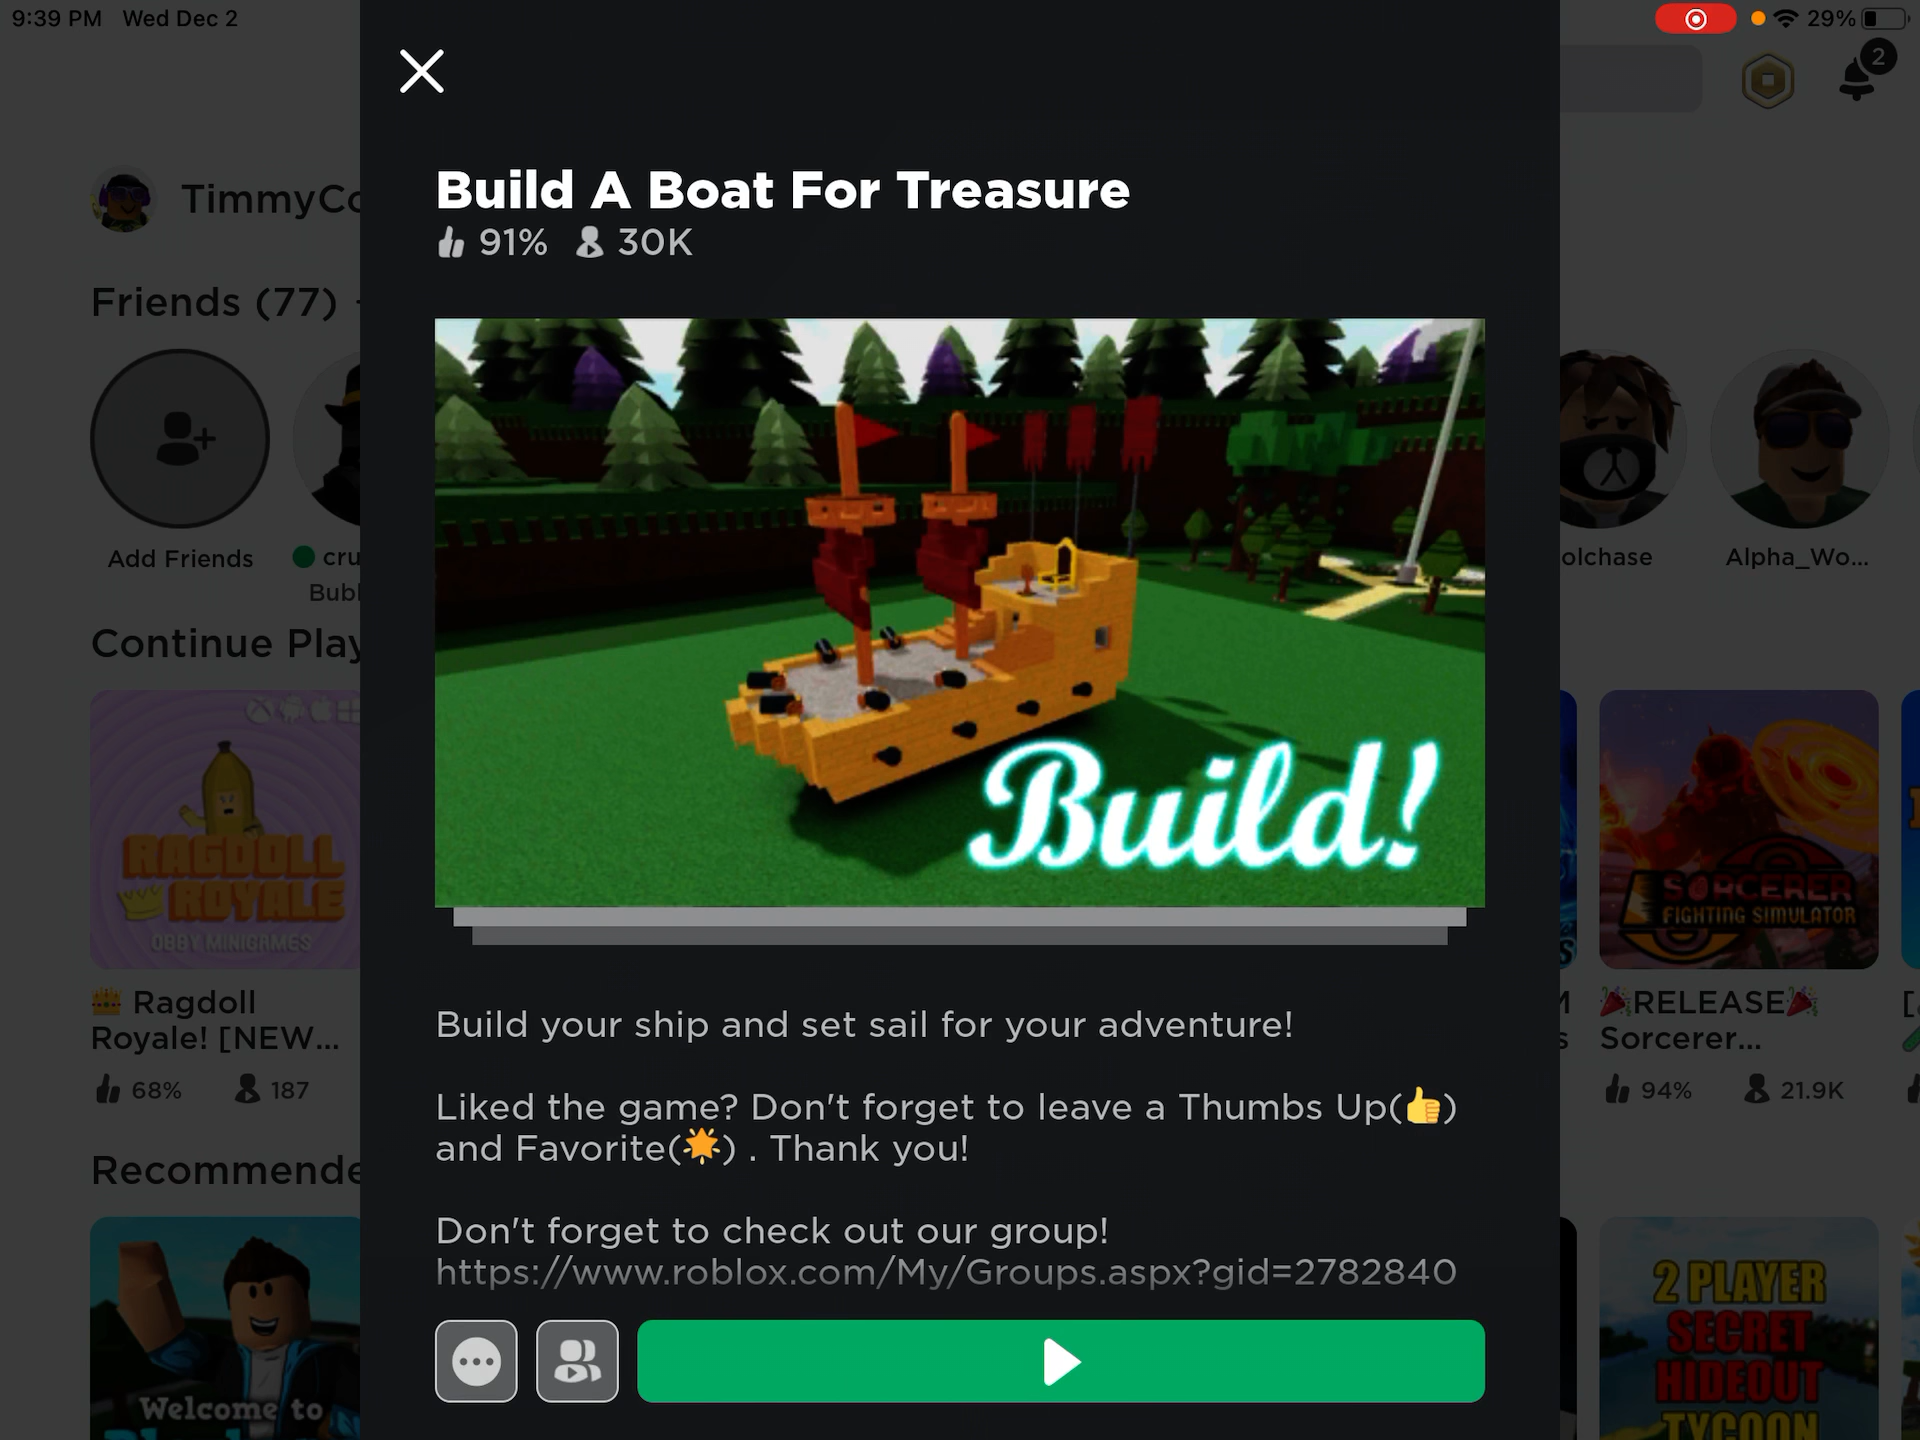 9:39 PM Wed Dec 2
29%
2
Build A Boat For Treasure
91% 30K
TimmyCo
Friends (77)
Add Friends
cru
Bubl
olchase
Alpha_Wo...
Build!
Continue Play
RAGDOLL
ROYALE
OBBY MINIGAMES
👑 Ragdoll
Royale! [NEW...
68% 187
SORCERER
FIGHTING SIMULATOR
🎉RELEASE🎉
Sorcerer...
94% 21.9K
Build your ship and set sail for your adventure!
Liked the game? Don't forget to leave a Thumbs Up(👍)
and Favorite(🌟) . Thank you!
Don't forget to check out our group!
https://www.roblox.com/My/Groups.aspx?gid=2782840
Recommende
Welcome to
2 PLAYER
SECRET
HIDEOUT
TYCOON